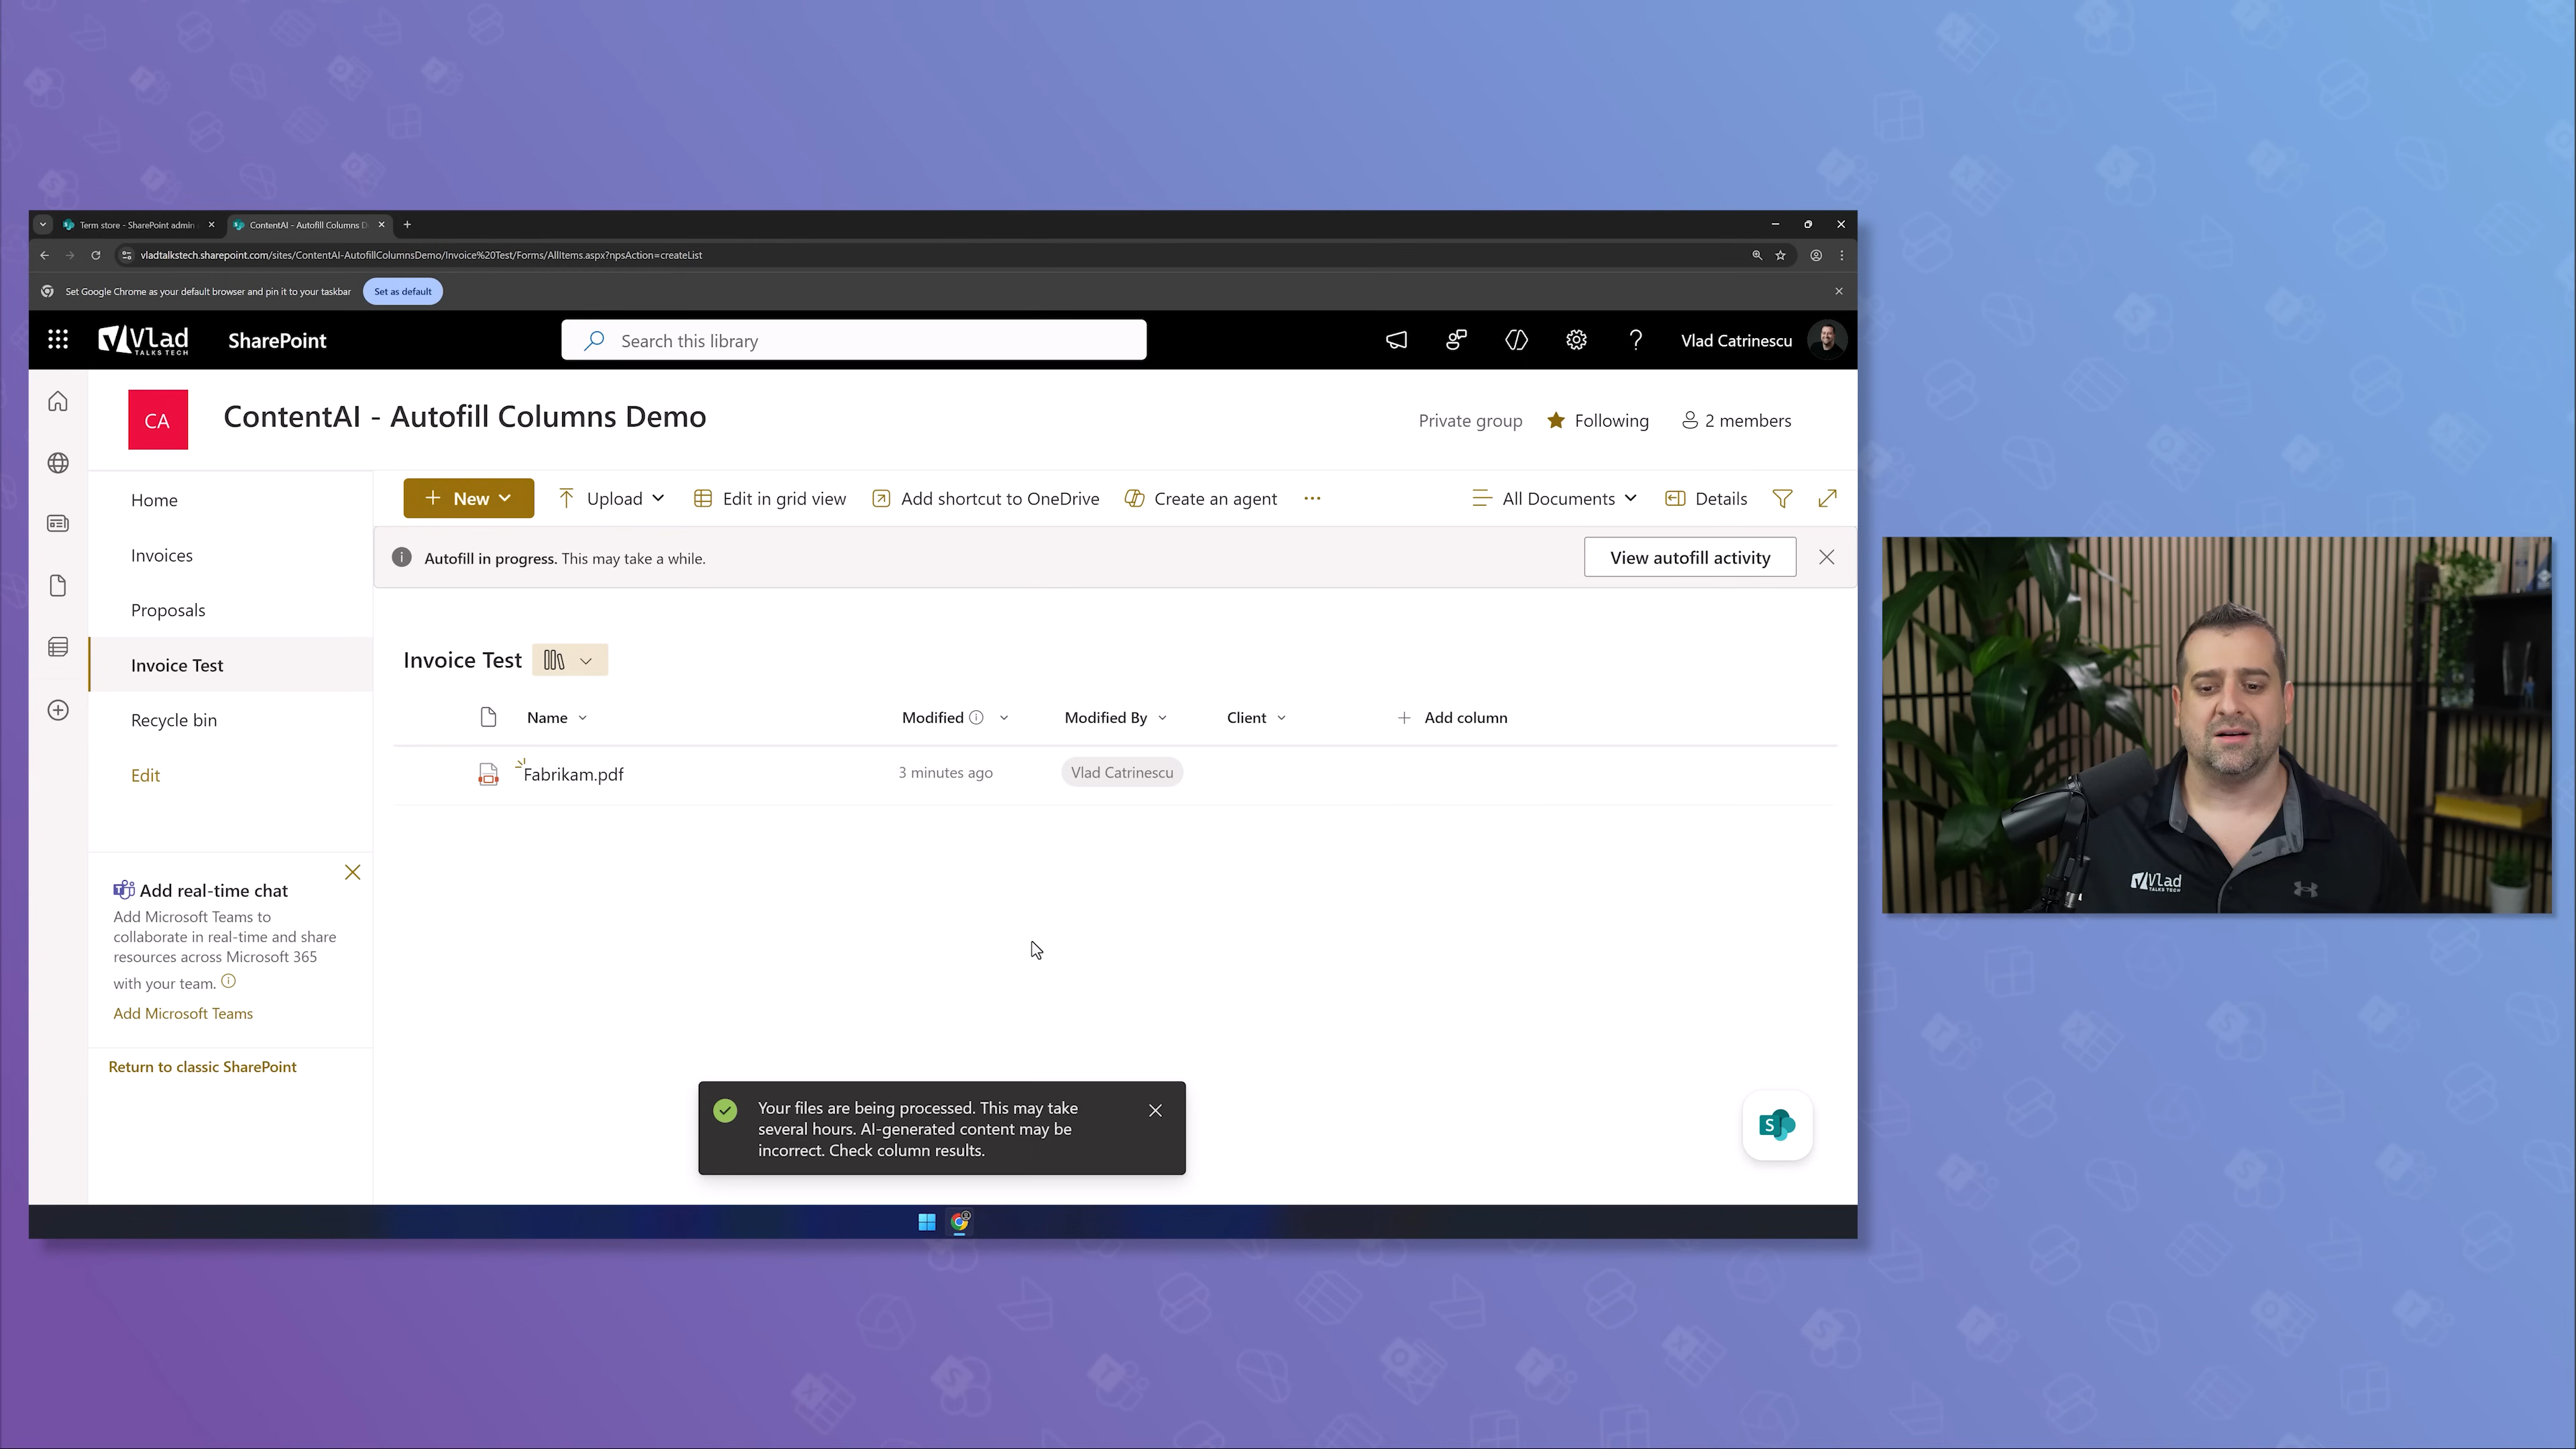 Term store - SharePoint admin
ContentAI - Autofill Columns D
vladtalkstech.sharepoint.com/sites/ContentAI-AutofillColumnsDemo/Invoice%20Test/Forms/AllItems.aspx?npsAction=createList
Set Google Chrome as your default browser and pin it to your taskbar
Set as default
Vlad
TALKS TECH
SharePoint
Search this library
Vlad Catrinescu
CA
ContentAI - Autofill Columns Demo
Private group
Following
2 members
Home
Invoices
Proposals
Invoice Test
Recycle bin
Edit
New
Upload
Edit in grid view
Add shortcut to OneDrive
Create an agent
All Documents
Details
Autofill in progress. This may take a while.
View autofill activity
Invoice Test
Name
Modified
Modified By
Client
Add column
Fabrikam.pdf
3 minutes ago
Vlad Catrinescu
Add real-time chat
Add Microsoft Teams to
collaborate in real-time and share
resources across Microsoft 365
with your team.
Add Microsoft Teams
Return to classic SharePoint
Your files are being processed. This may take
several hours. AI-generated content may be
incorrect. Check column results.
S
Vlad
TALKS TECH